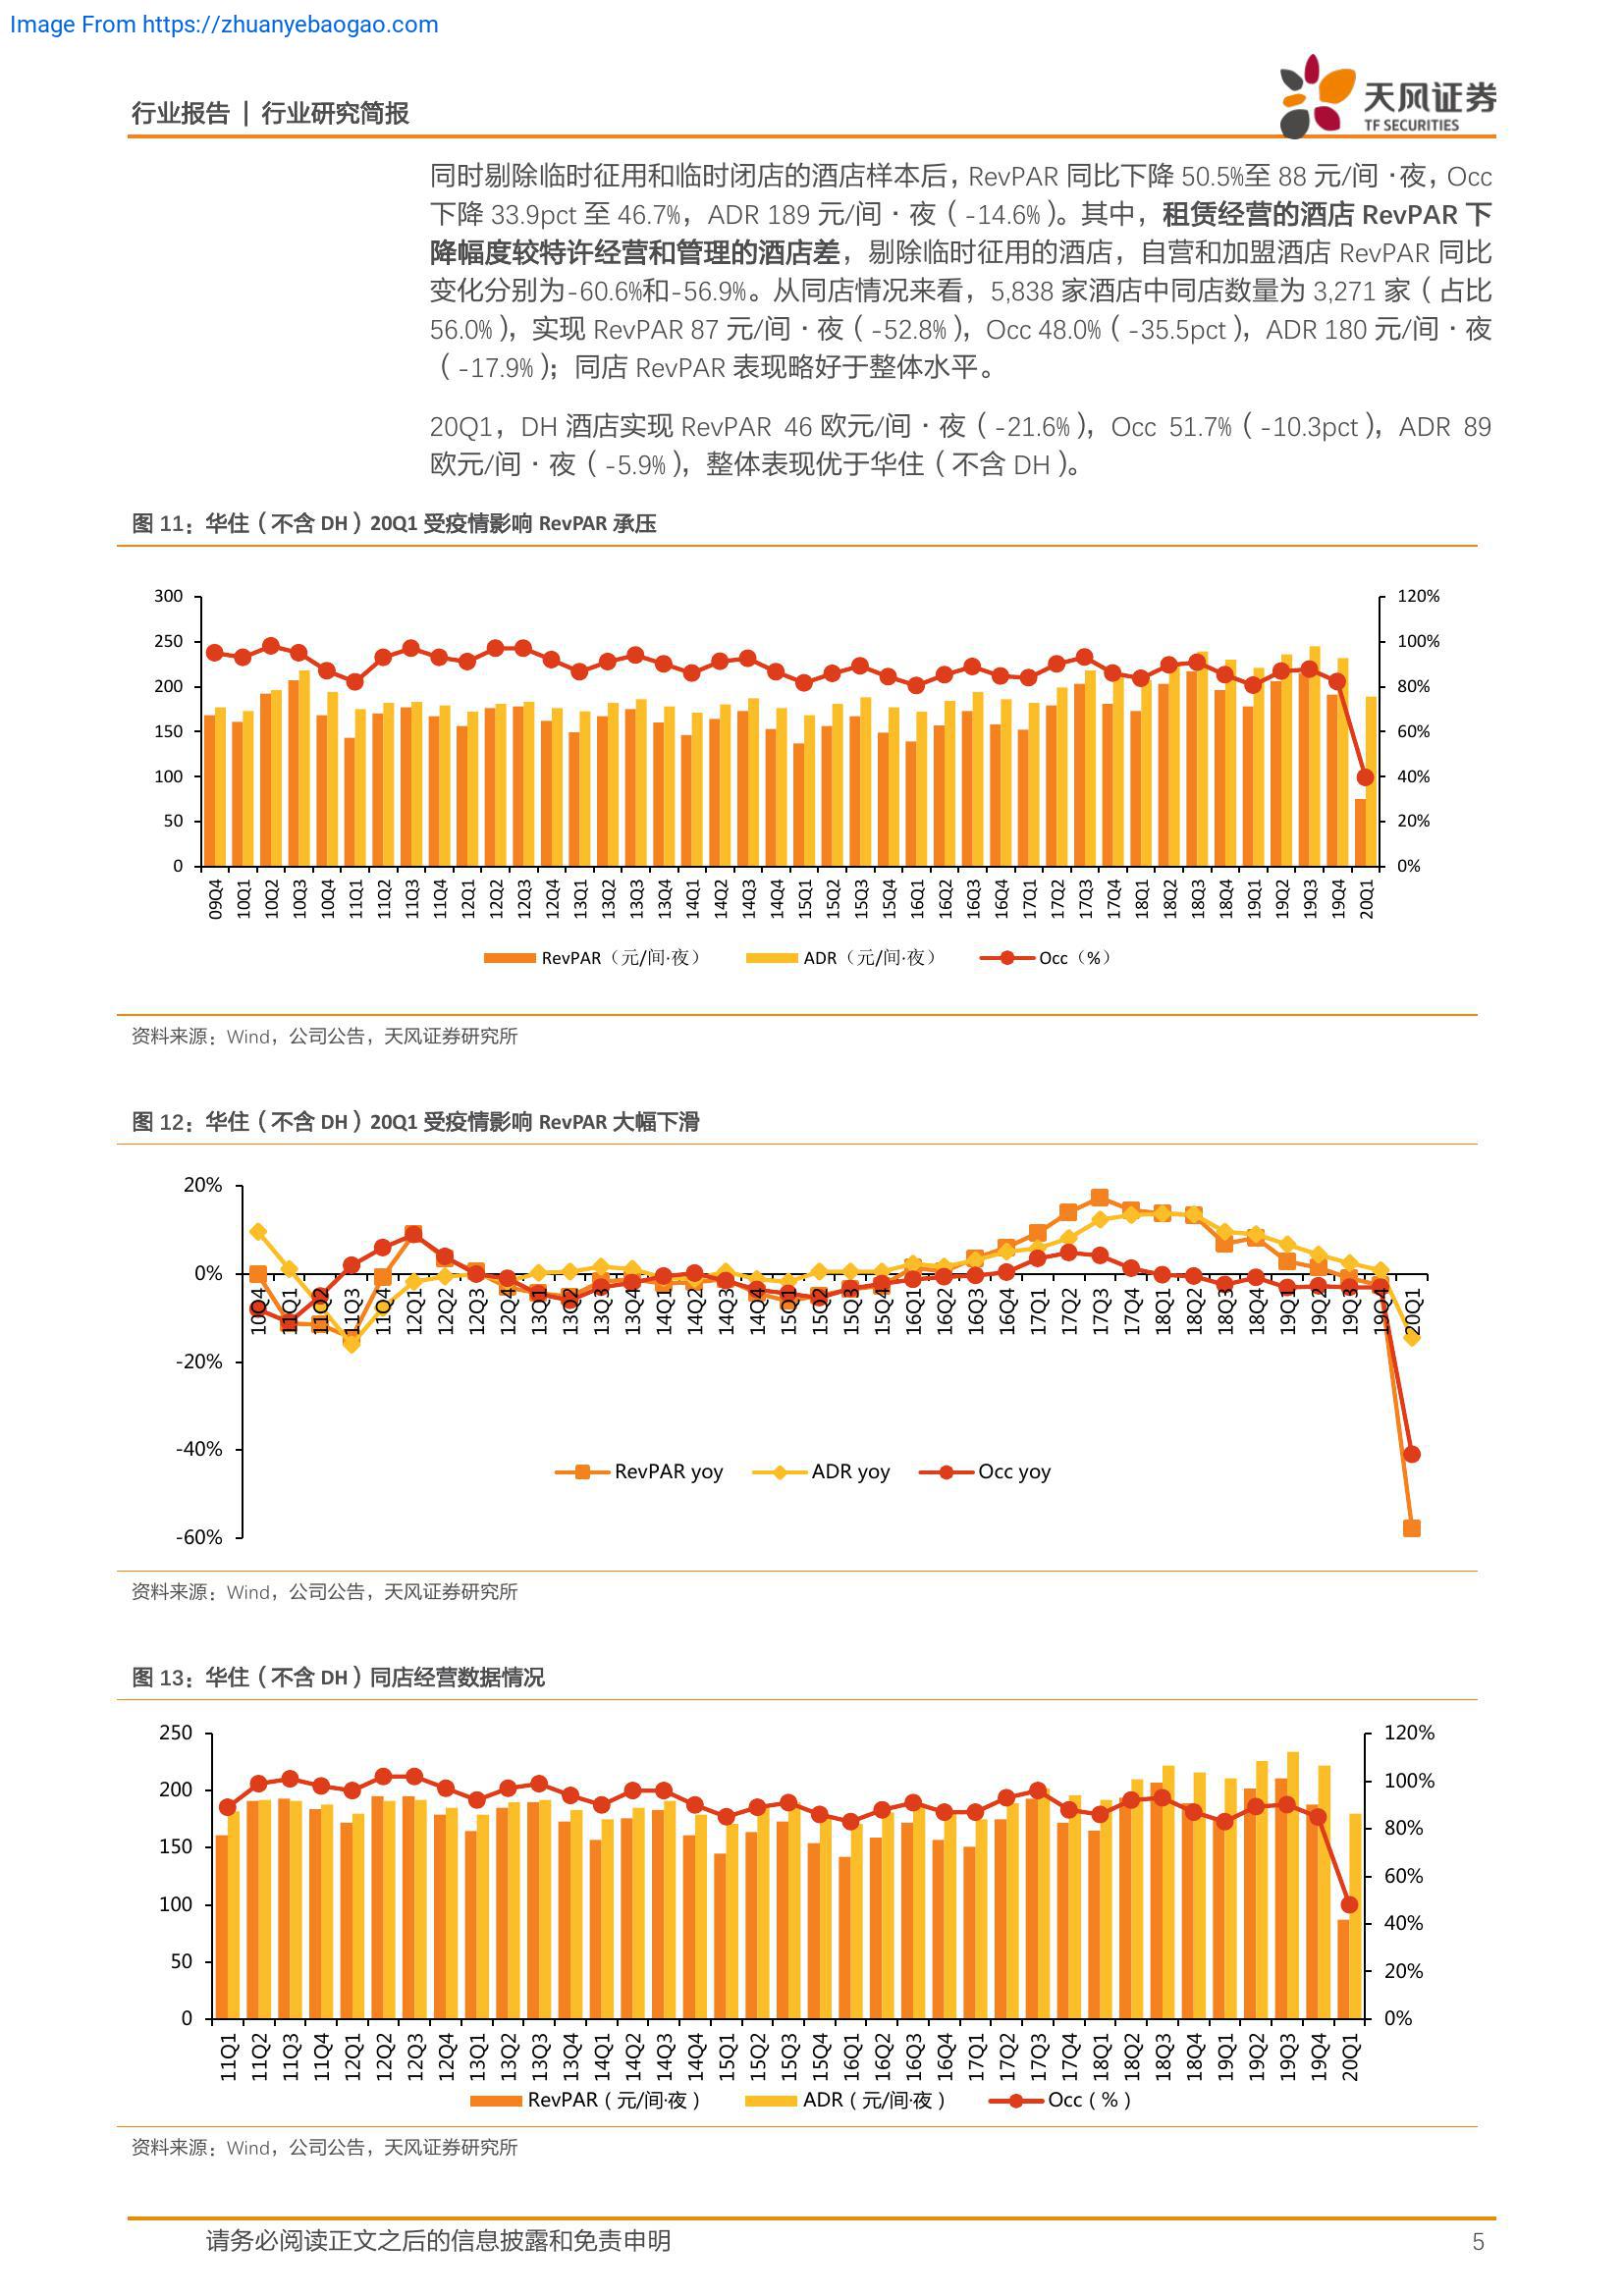 Image From https://zhuanyebaogao.com
行业报告 | 行业研究简报
天风证券
TF SECURITIES
同时剔除临时征用和临时闭店的酒店样本后，RevPAR 同比下降 50.5%至 88 元/间·夜，Occ
下降 33.9pct 至 46.7%，ADR 189 元/间·夜（-14.6%）。其中，租赁经营的酒店 RevPAR 下
降幅度较特许经营和管理的酒店差，剔除临时征用的酒店，自营和加盟酒店 RevPAR 同比
变化分别为-60.6%和-56.9%。从同店情况来看，5,838 家酒店中同店数量为 3,271 家（占比
56.0%），实现 RevPAR 87 元/间·夜（-52.8%），Occ 48.0%（-35.5pct），ADR 180 元/间·夜
（-17.9%）；同店 RevPAR 表现略好于整体水平。
20Q1，DH 酒店实现 RevPAR 46 欧元/间·夜（-21.6%），Occ 51.7%（-10.3pct），ADR 89
欧元/间·夜（-5.9%），整体表现优于华住（不含 DH）。
图 11：华住（不含 DH）20Q1 受疫情影响 RevPAR 承压
300 120%
250 100%
200 80%
150 60%
100 40%
50 20%
0 0%
09Q4 10Q1 10Q2 10Q3 10Q4 11Q1 11Q2 11Q3 11Q4 12Q1 12Q2 12Q3 12Q4 13Q1 13Q2 13Q3 13Q4 14Q1 14Q2 14Q3 14Q4 15Q1 15Q2 15Q3 15Q4 16Q1 16Q2 16Q3 16Q4 17Q1 17Q2 17Q3 17Q4 18Q1 18Q2 18Q3 18Q4 19Q1 19Q2 19Q3 19Q4 20Q1
RevPAR（元/间·夜） ADR（元/间·夜） Occ（%）
资料来源：Wind，公司公告，天风证券研究所
图 12：华住（不含 DH）20Q1 受疫情影响 RevPAR 大幅下滑
20%
0%
10Q4 11Q1 11Q2 11Q3 11Q4 12Q1 12Q2 12Q3 12Q4 13Q1 13Q2 13Q3 13Q4 14Q1 14Q2 14Q3 14Q4 15Q1 15Q2 15Q3 15Q4 16Q1 16Q2 16Q3 16Q4 17Q1 17Q2 17Q3 17Q4 18Q1 18Q2 18Q3 18Q4 19Q1 19Q2 19Q3 19Q4 20Q1
-20%
-40%
RevPAR yoy ADR yoy Occ yoy
-60%
资料来源：Wind，公司公告，天风证券研究所
图 13：华住（不含 DH）同店经营数据情况
250 120%
200 100%
150 80%
100 60%
50 40%
0 20%
0%
11Q1 11Q2 11Q3 11Q4 12Q1 12Q2 12Q3 12Q4 13Q1 13Q2 13Q3 13Q4 14Q1 14Q2 14Q3 14Q4 15Q1 15Q2 15Q3 15Q4 16Q1 16Q2 16Q3 16Q4 17Q1 17Q2 17Q3 17Q4 18Q1 18Q2 18Q3 18Q4 19Q1 19Q2 19Q3 19Q4 20Q1
RevPAR（元/间·夜） ADR（元/间·夜） Occ（%）
资料来源：Wind，公司公告，天风证券研究所
请务必阅读正文之后的信息披露和免责申明 5